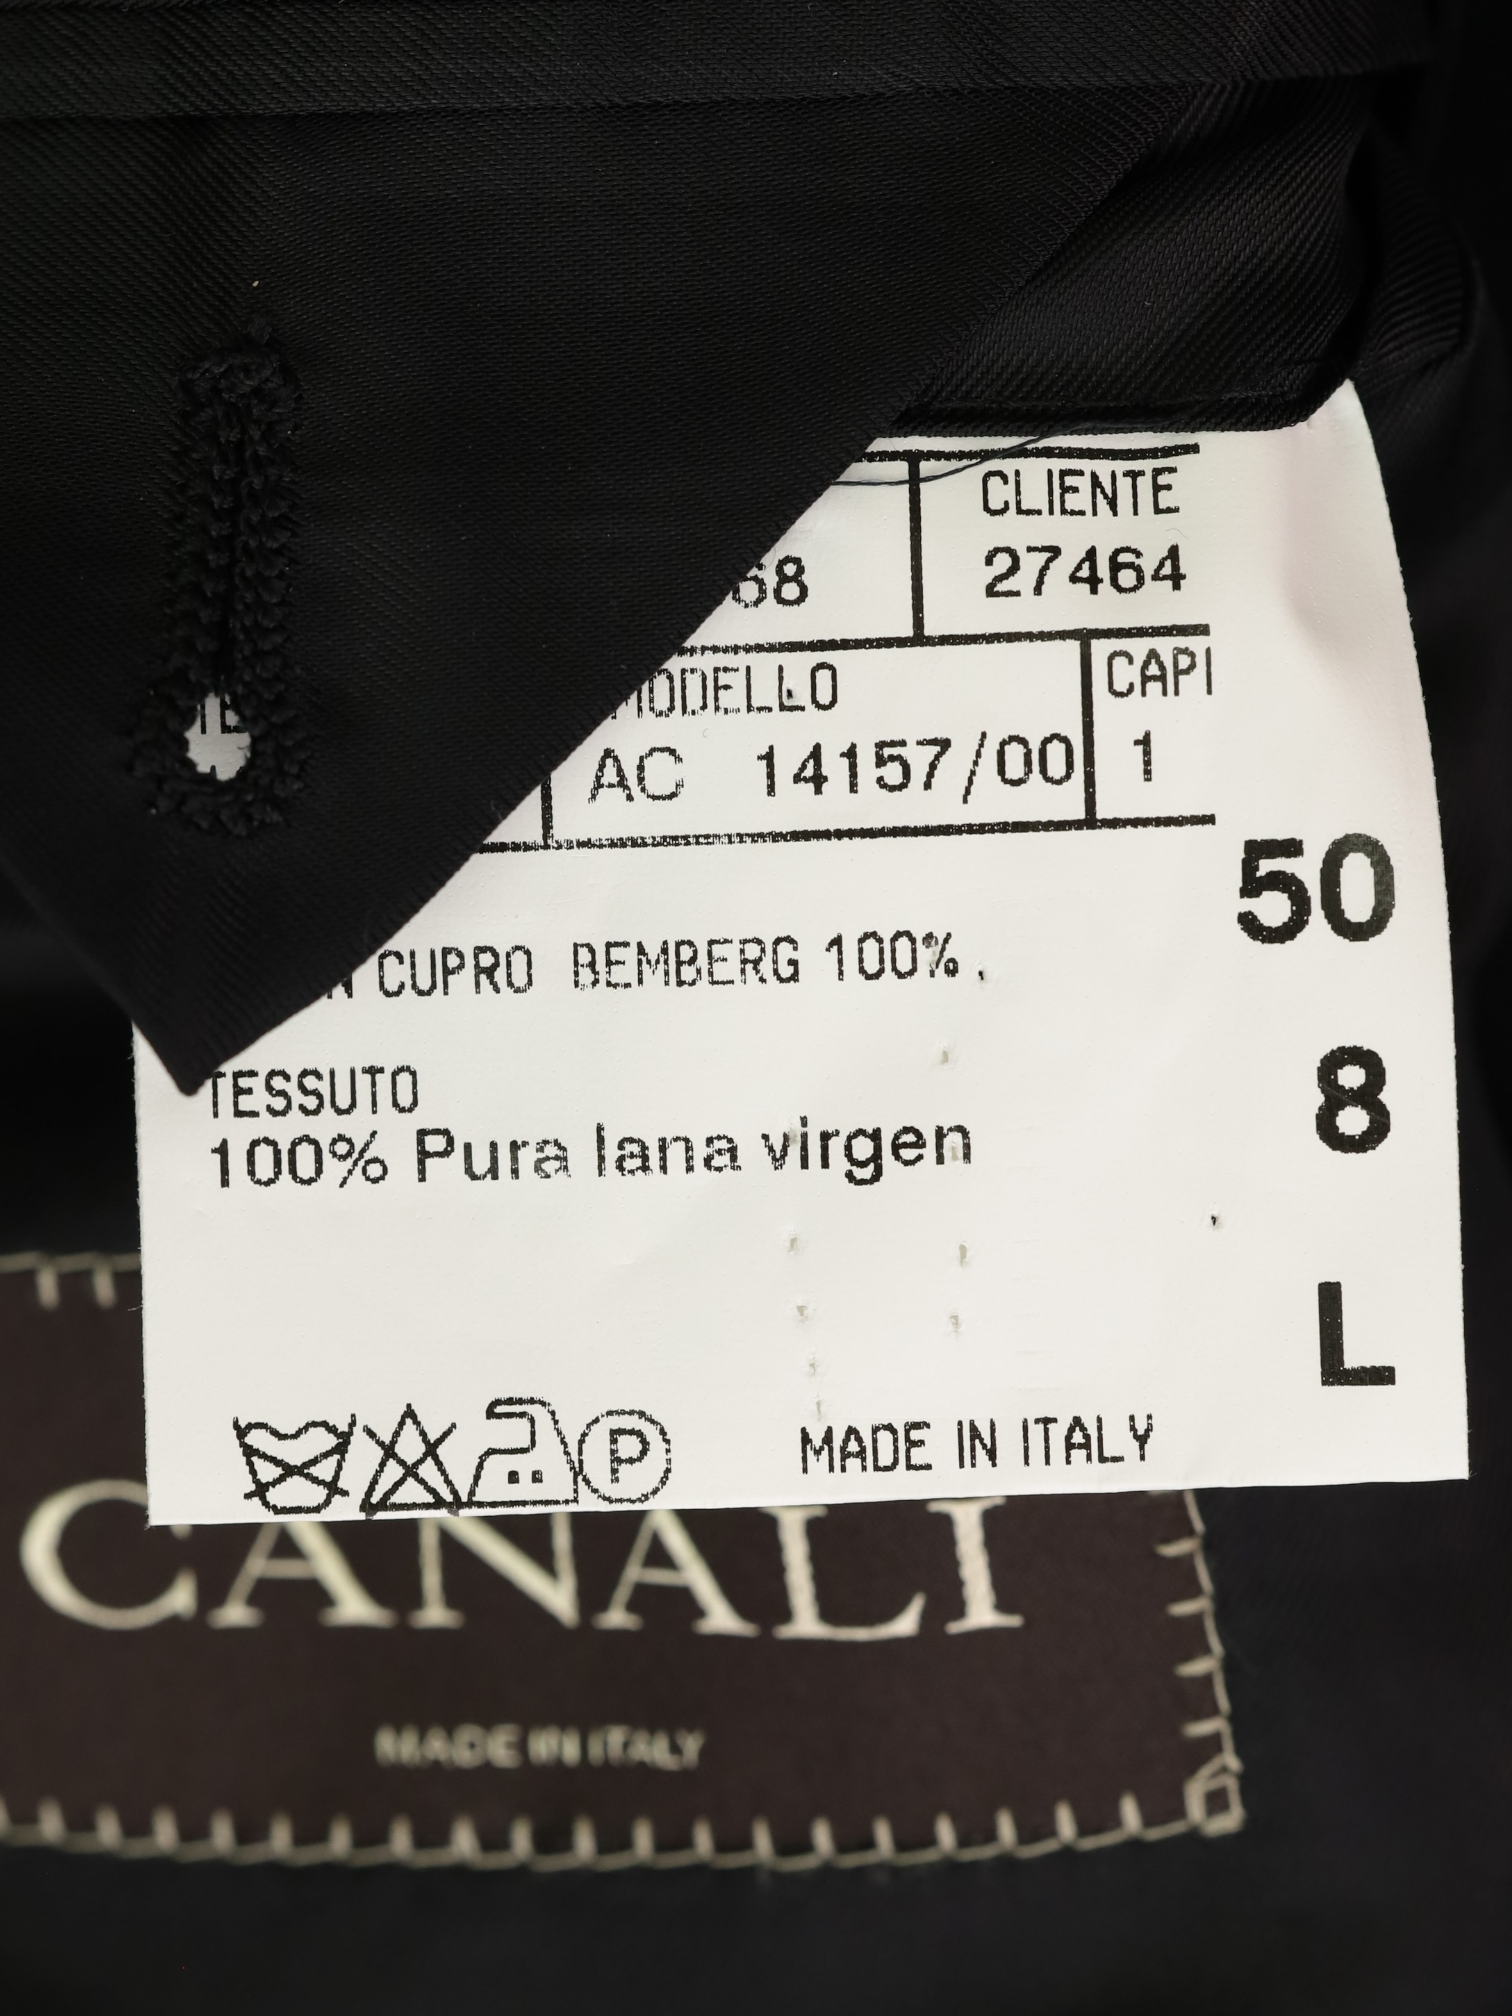 CLIENTE
68 27464
MODELLO CAPI
AC 14157/00 1
50
CUPRO BEMBERG 100%.
8
TESSUTO
100% Pura lana virgen
L
P MADE IN ITALY
CANALI
MADE IN ITALY